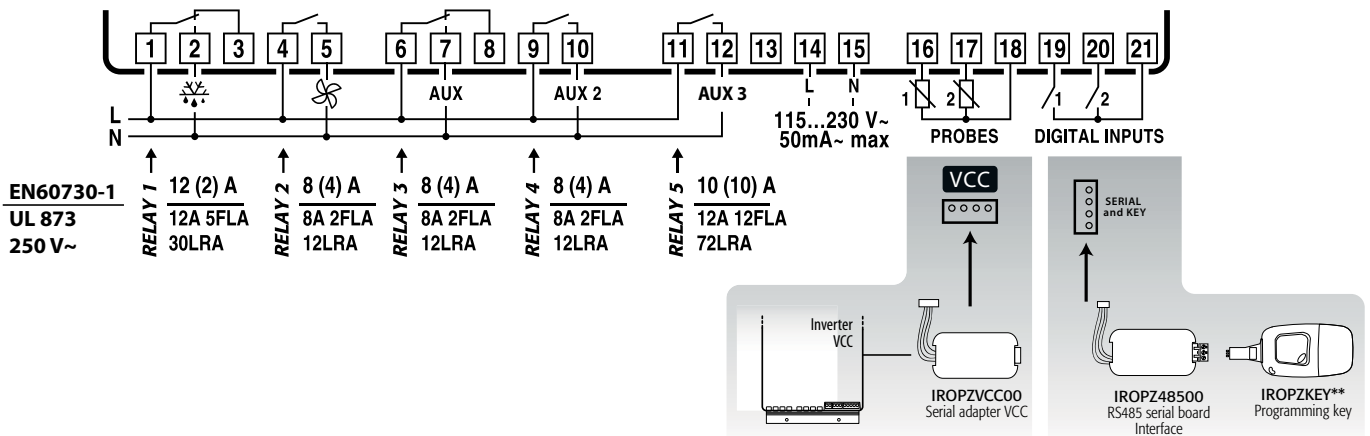 1 2 3 4 5 6 7 8 9 10 11 12 13 14 15 16 17 18 19 20 21
AUX AUX 2 AUX 3
L N
115...230 V~
50mA~ max
1 2
PROBES
1 2
DIGITAL INPUTS
L
N
EN60730-1
UL 873
250 V~
RELAY 1
12 (2) A
12A 5FLA
30LRA
RELAY 2
8 (4) A
8A 2FLA
12LRA
RELAY 3
8 (4) A
8A 2FLA
12LRA
RELAY 4
8 (4) A
8A 2FLA
12LRA
RELAY 5
10 (10) A
12A 12FLA
72LRA
VCC
SERIAL
and KEY
Inverter
VCC
IROPZVCC00
Serial adapter VCC
IROPZ48500
RS485 serial board
Interface
IROPZKEY**
Programming key